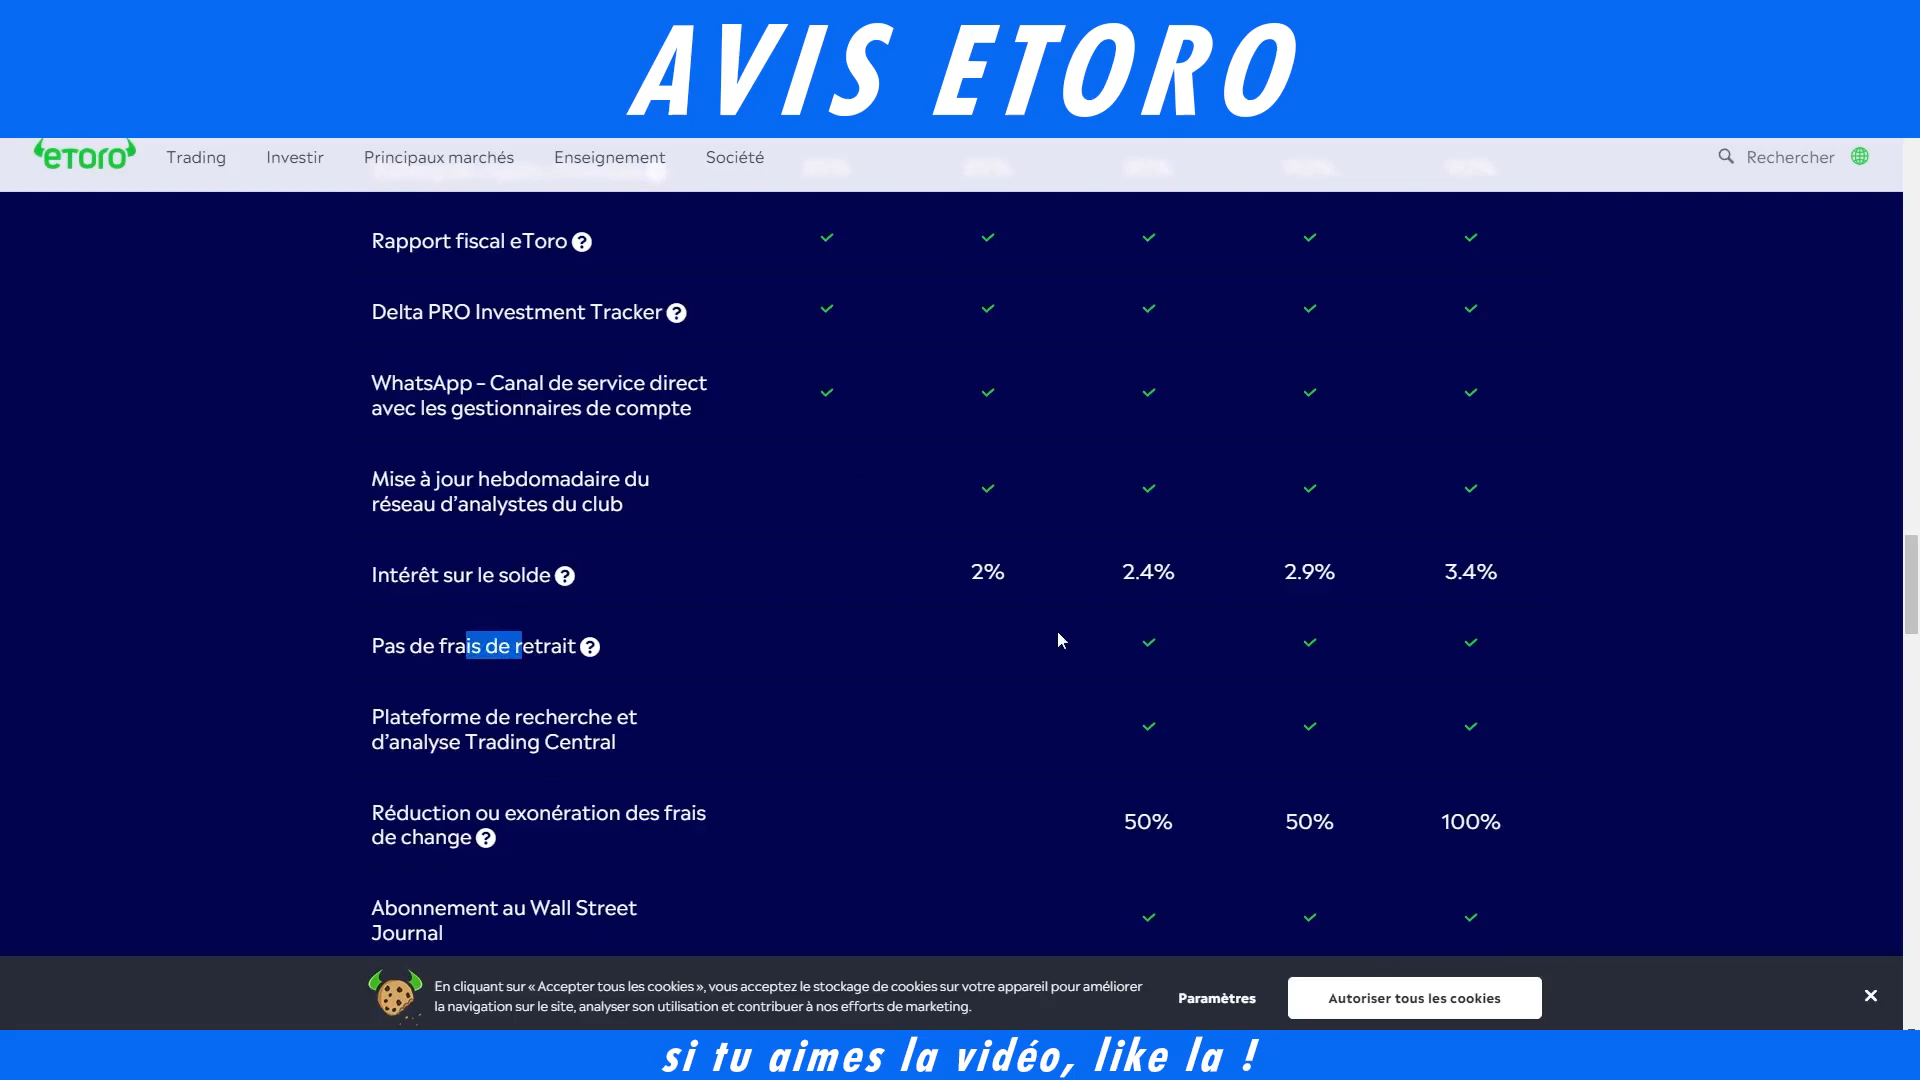 AVIS ETORO
eTORO Trading Investir Principaux marchés Enseignement Société Rechercher
Rapport fiscal eToro ?
Delta PRO Investment Tracker ?
WhatsApp – Canal de service direct
avec les gestionnaires de compte
Mise à jour hebdomadaire du
réseau d’analystes du club
Intérêt sur le solde ? 2% 2.4% 2.9% 3.4%
Pas de frais de retrait ?
Plateforme de recherche et
d’analyse Trading Central
Réduction ou exonération des frais
de change ? 50% 50% 100%
Abonnement au Wall Street
Journal
En cliquant sur « Accepter tous les cookies », vous acceptez le stockage de cookies sur votre appareil pour améliorer
la navigation sur le site, analyser son utilisation et contribuer à nos efforts de marketing.
Paramètres Autoriser tous les cookies
si tu aimes la vidéo, like la !